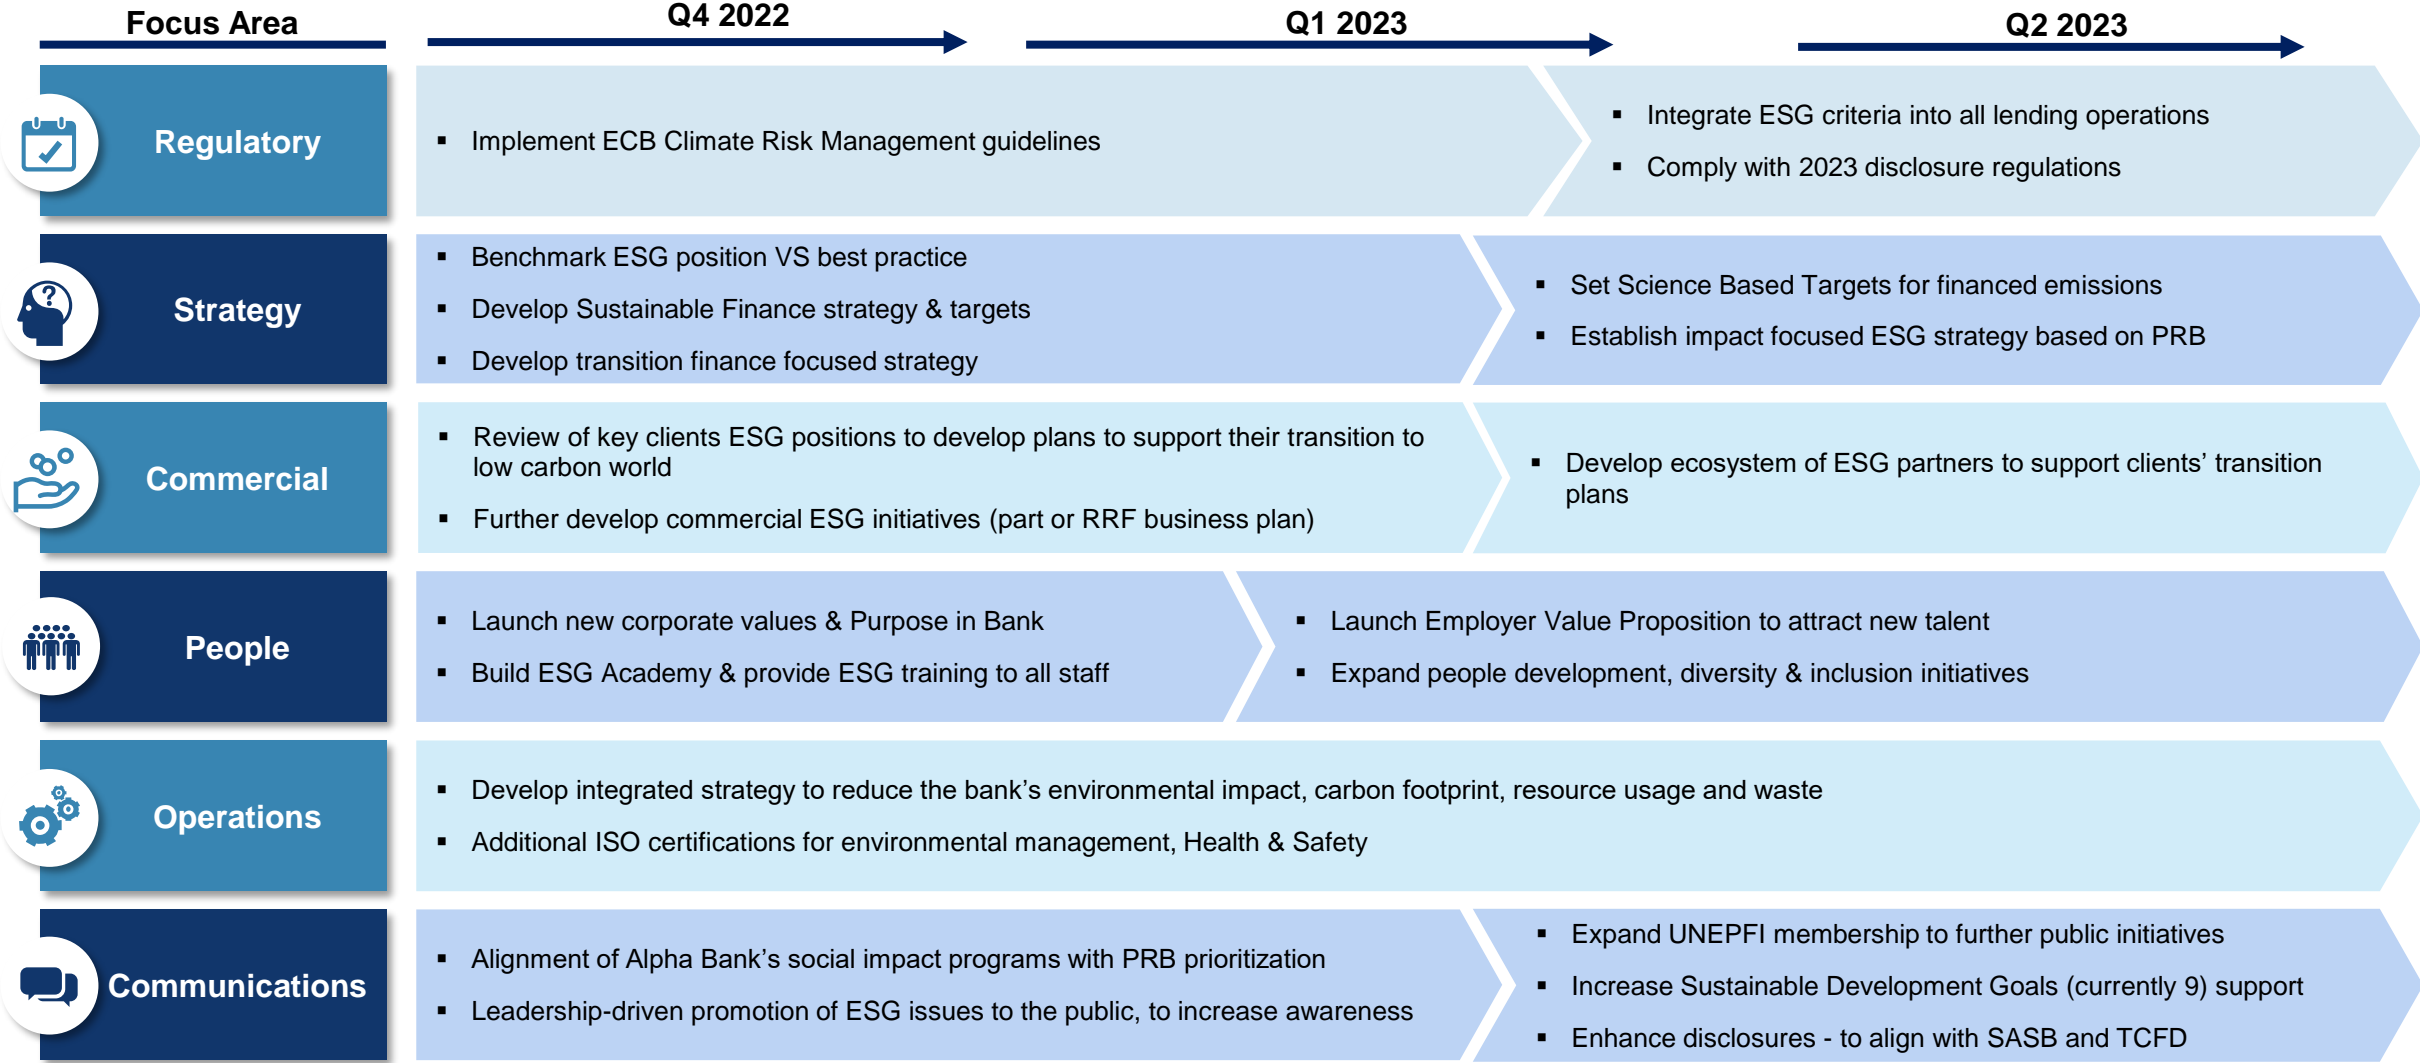 Focus Area
Q4 2022
Q1 2023
Q2 2023
Regulatory
▪ Implement ECB Climate Risk Management guidelines
▪ Integrate ESG criteria into all lending operations
▪ Comply with 2023 disclosure regulations
Strategy
▪ Benchmark ESG position VS best practice
▪ Develop Sustainable Finance strategy & targets
▪ Develop transition finance focused strategy
▪ Set Science Based Targets for financed emissions
▪ Establish impact focused ESG strategy based on PRB
Commercial
▪ Review of key clients ESG positions to develop plans to support their transition to
low carbon world
▪ Further develop commercial ESG initiatives (part or RRF business plan)
▪ Develop ecosystem of ESG partners to support clients’ transition
plans
People
▪ Launch new corporate values & Purpose in Bank
▪ Build ESG Academy & provide ESG training to all staff
▪ Launch Employer Value Proposition to attract new talent
▪ Expand people development, diversity & inclusion initiatives
Operations
▪ Develop integrated strategy to reduce the bank’s environmental impact, carbon footprint, resource usage and waste
▪ Additional ISO certifications for environmental management, Health & Safety
Communications
▪ Alignment of Alpha Bank’s social impact programs with PRB prioritization
▪ Leadership-driven promotion of ESG issues to the public, to increase awareness
▪ Expand UNEPFI membership to further public initiatives
▪ Increase Sustainable Development Goals (currently 9) support
▪ Enhance disclosures - to align with SASB and TCFD